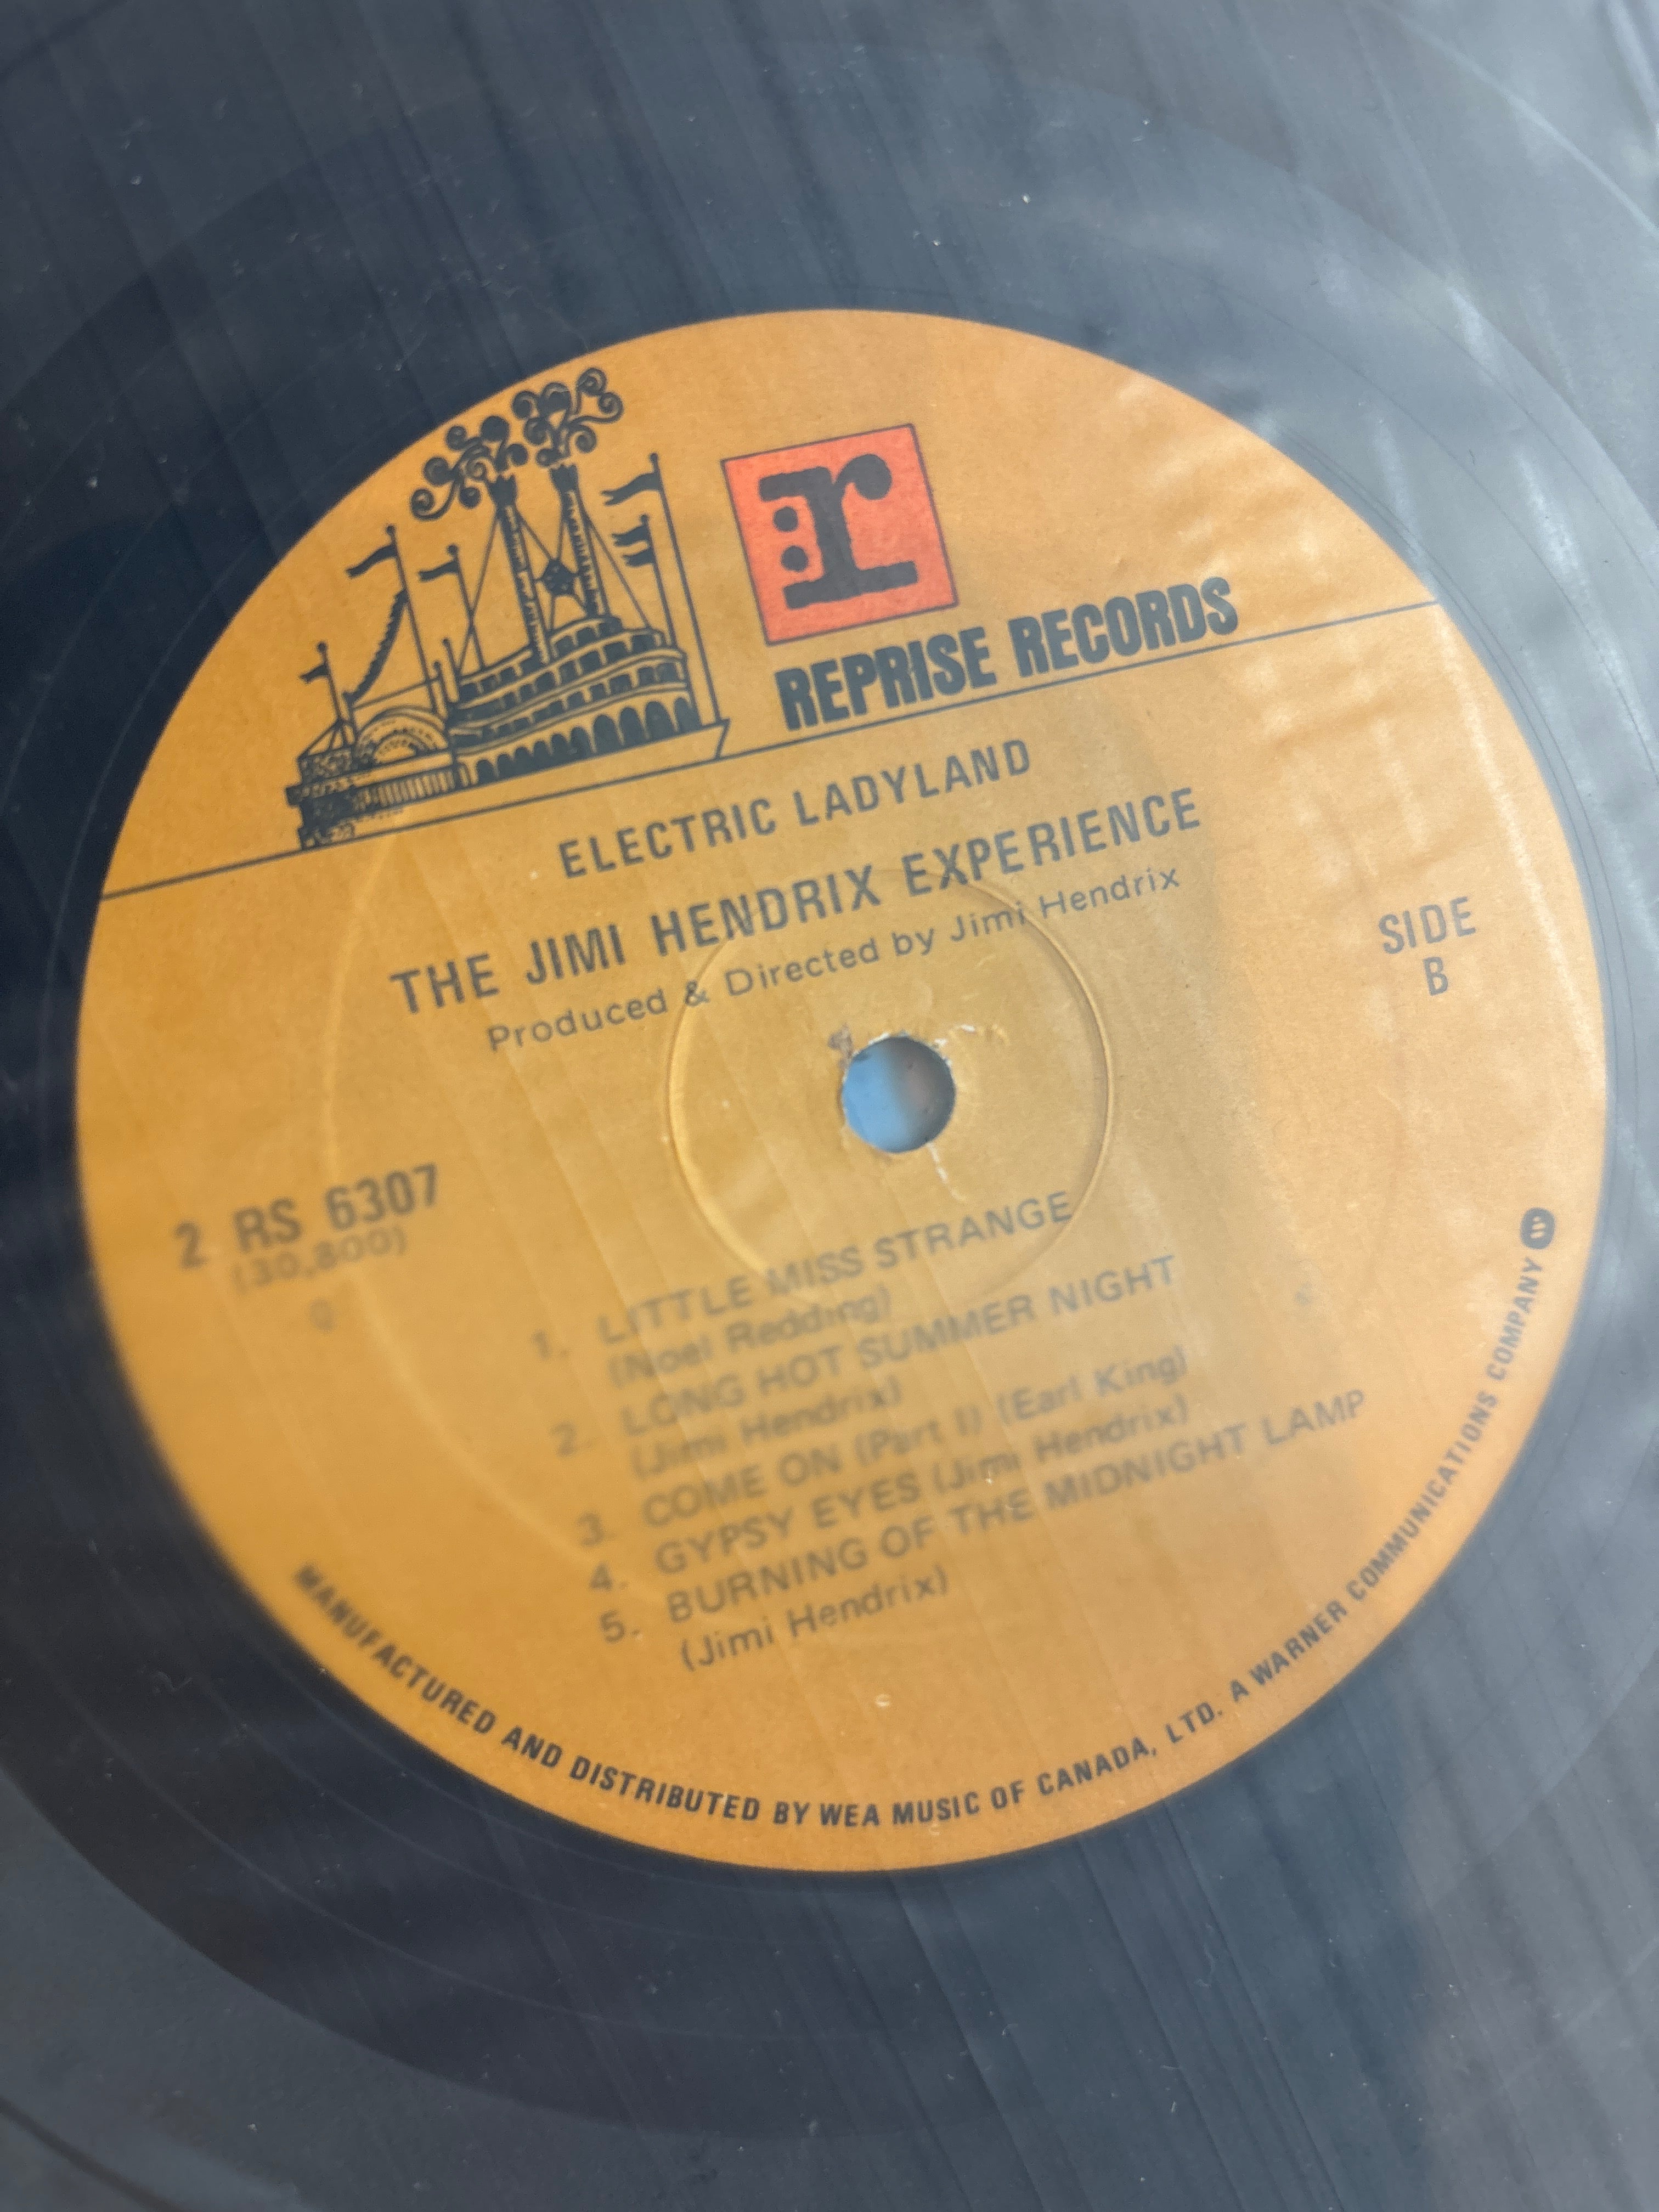 r:
REPRISE RECORDS
ELECTRIC LADYLAND
THE JIMI HENDRIX EXPERIENCE
Produced & Directed by Jimi Hendrix
SIDE
B
2 RS 6307
(30,800)
1. LITTLE MISS STRANGE
(Noel Redding)
2. LONG HOT SUMMER NIGHT
(Jimi Hendrix)
3. COME ON (Part I) (Earl King)
4. GYPSY EYES (Jimi Hendrix)
5. BURNING OF THE MIDNIGHT LAMP
(Jimi Hendrix)
MANUFACTURED AND DISTRIBUTED BY WEA MUSIC OF CANADA, LTD. A WARNER COMMUNICATIONS COMPANY